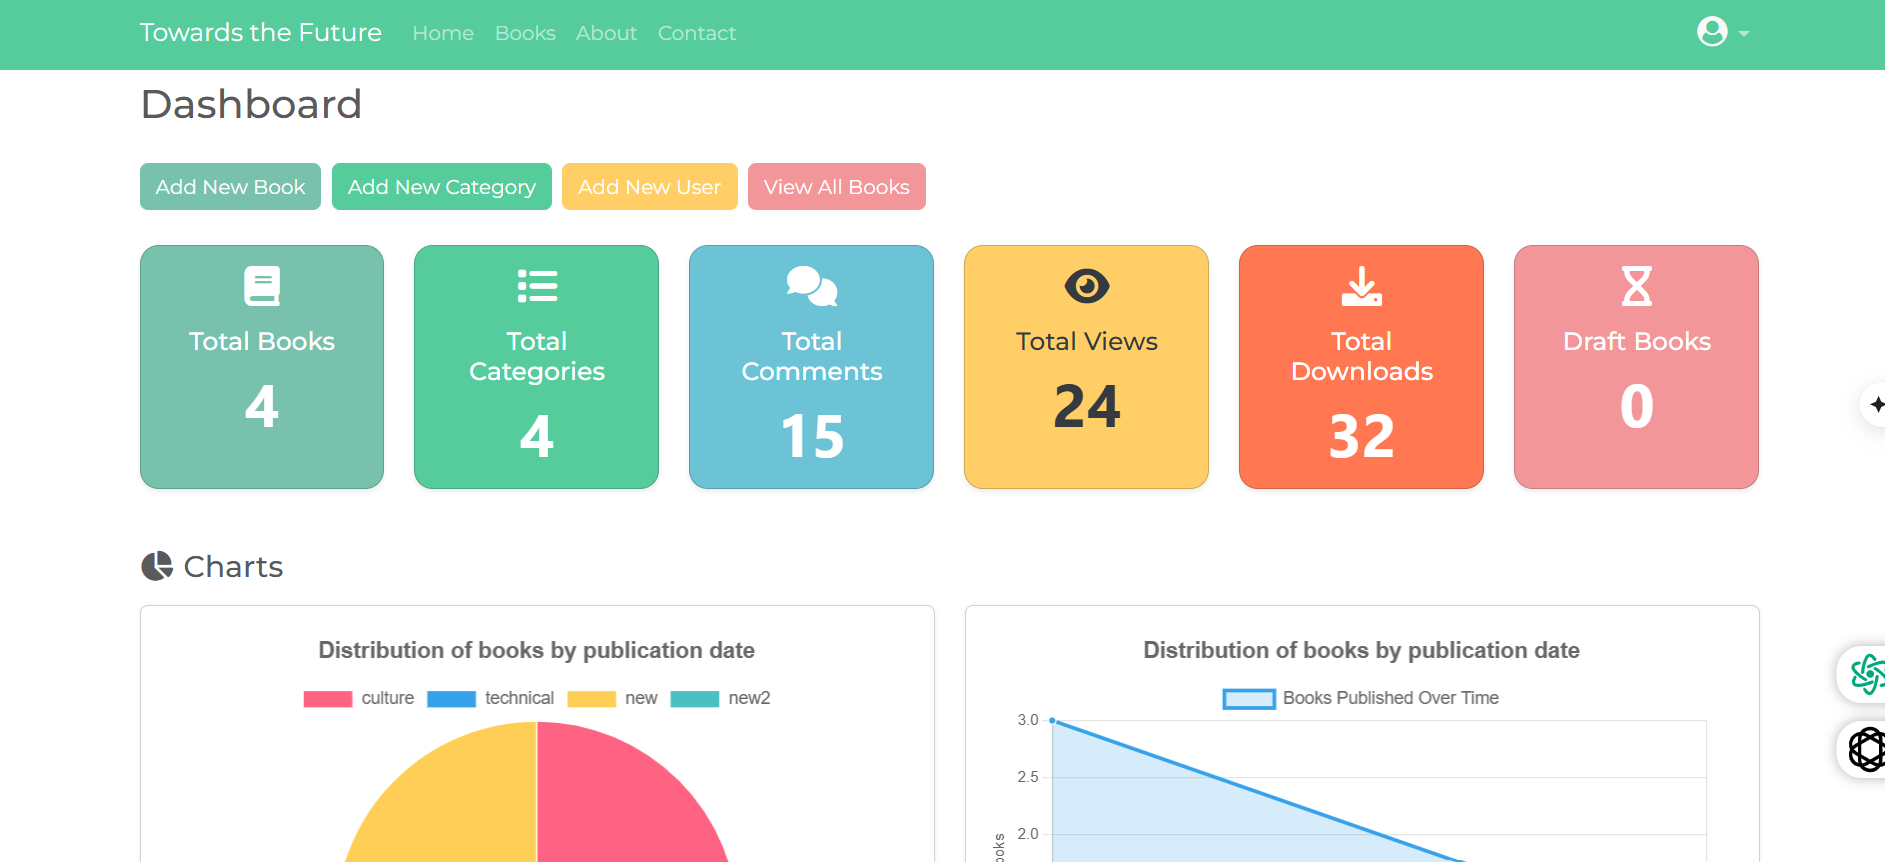 Towards the Future Home Books About Contact
Dashboard
Add New Book Add New Category Add New User View All Books
Total Books
4
Total
Categories
4
Total
Comments
15
Total Views
24
Total
Downloads
32
Draft Books
0
Charts
Distribution of books by publication date
culture technical new new2
Distribution of books by publication date
Books Published Over Time
3.0
2.5
2.0